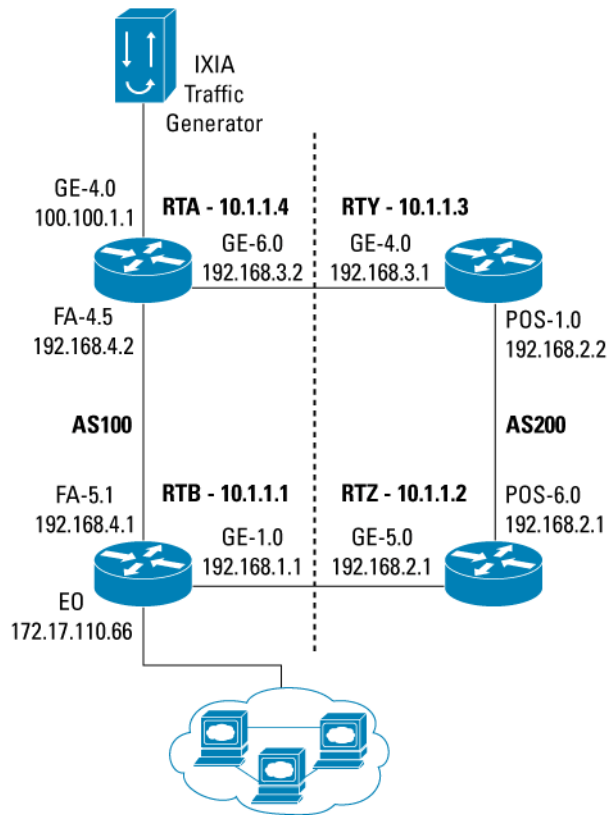 IXIA
Traffic
Generator
GE-4.0
100.100.1.1
RTA - 10.1.1.4
RTY - 10.1.1.3
GE-6.0
192.168.3.2
GE-4.0
192.168.3.1
FA-4.5
192.168.4.2
POS-1.0
192.168.2.2
AS100
AS200
FA-5.1
192.168.4.1
RTB - 10.1.1.1
RTZ - 10.1.1.2
POS-6.0
192.168.2.1
GE-1.0
192.168.1.1
GE-5.0
192.168.2.1
EO
172.17.110.66